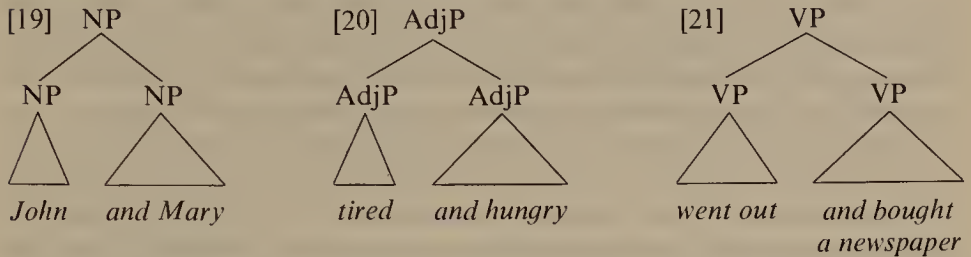 [19] NP [20] AdjP [21] VP
NP NP AdjP AdjP VP VP
John and Mary tired and hungry went out and bought
a newspaper